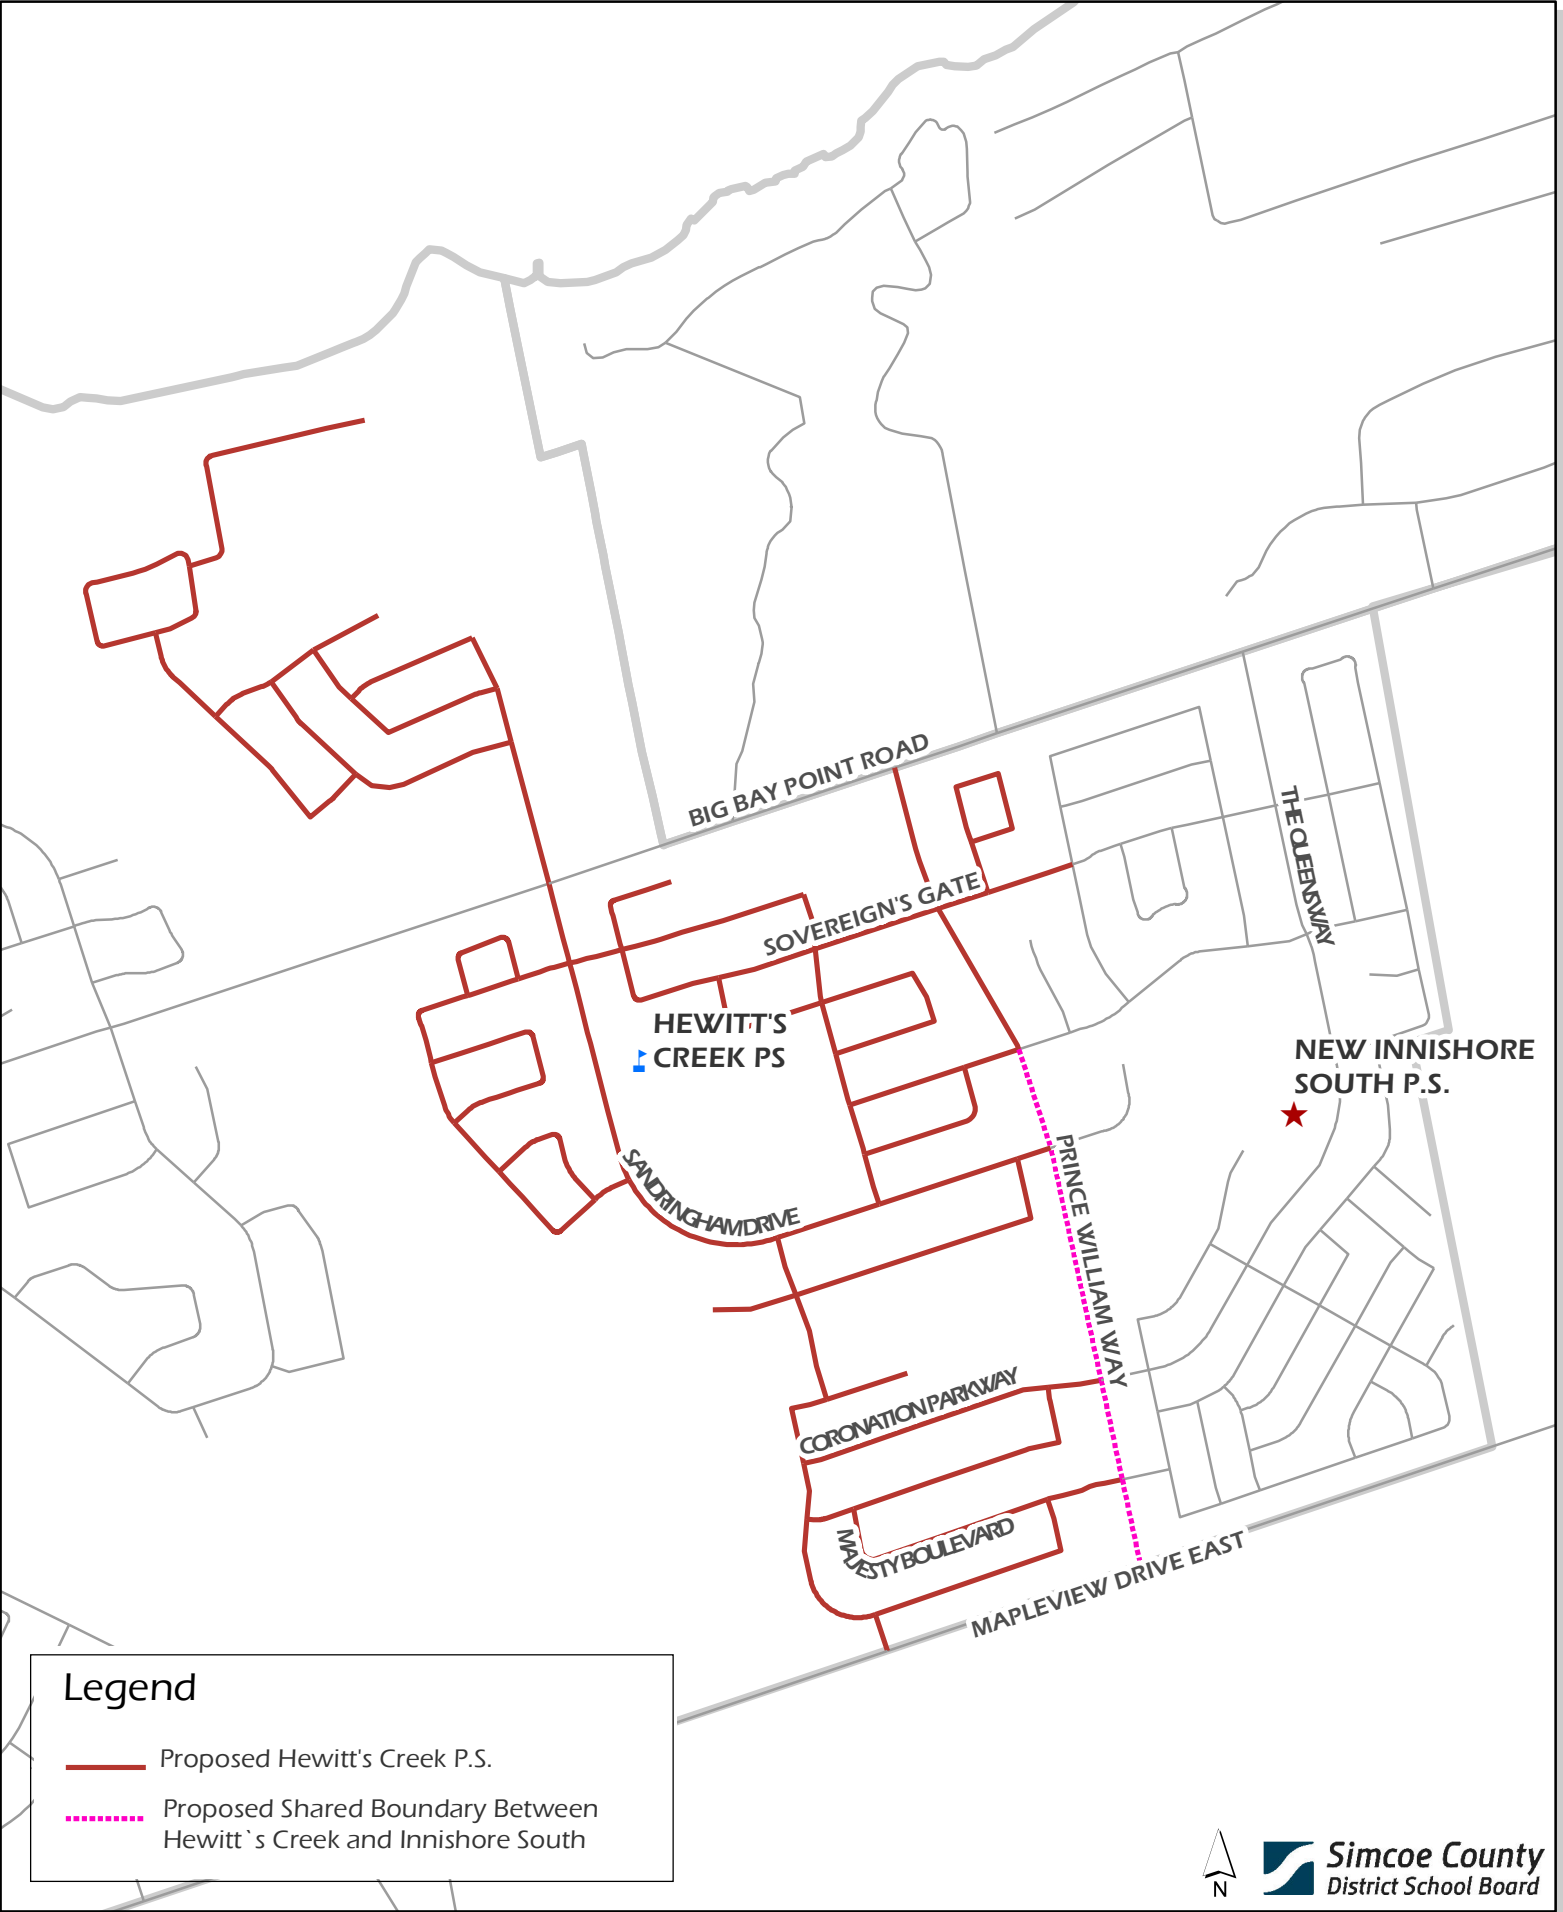 BIG BAY POINT ROAD
THE QUEENSWAY
SOVEREIGN'S GATE
HEWITT'S
CREEK PS
NEW INNISHORE
SOUTH P.S.
SANDRINGHAM DRIVE
PRINCE WILLIAM WAY
CORONATION PARKWAY
MAJESTY BOULEVARD
MAPLEVIEW DRIVE EAST
Legend
Proposed Hewitt's Creek P.S.
Proposed Shared Boundary Between
Hewitt`s Creek and Innishore South
N
Simcoe County
District School Board